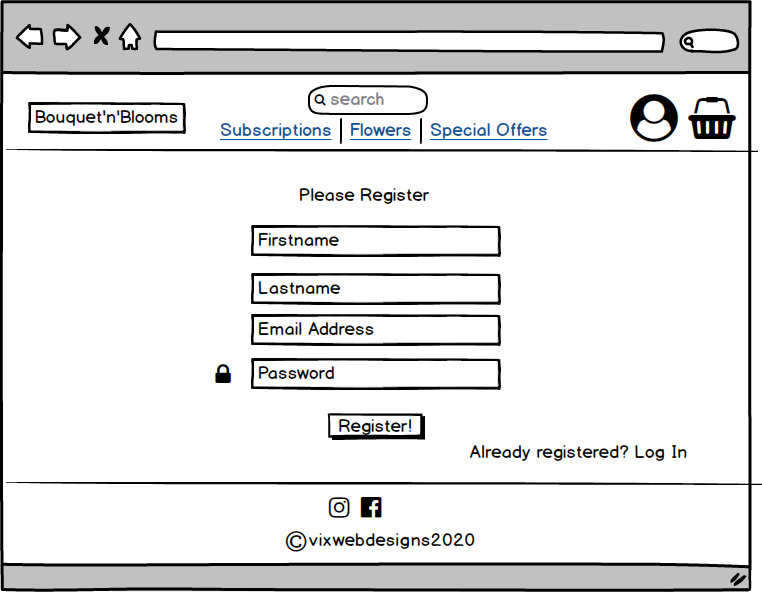 search
Bouquet'n'Blooms
Subscriptions Flowers Special Offers
Please Register
Firstname
Lastname
Email Address
Password
Register!
Already registered? Log In
©vixwebdesigns2020